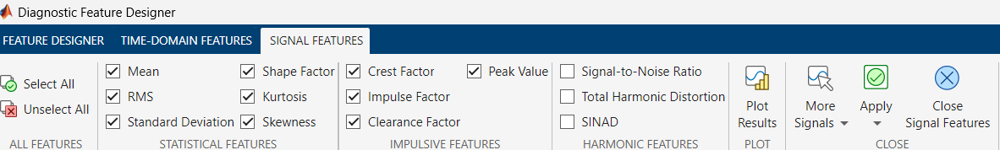 Diagnostic Feature Designer
FEATURE DESIGNER TIME-DOMAIN FEATURES SIGNAL FEATURES
Select All
Unselect All
ALL FEATURES
Mean
RMS
Standard Deviation
Shape Factor
Kurtosis
Skewness
STATISTICAL FEATURES
Crest Factor
Impulse Factor
Clearance Factor
Peak Value
IMPULSIVE FEATURES
Signal-to-Noise Ratio
Total Harmonic Distortion
SINAD
HARMONIC FEATURES
Plot
Results
PLOT
More
Signals
Apply
Close
Signal Features
CLOSE